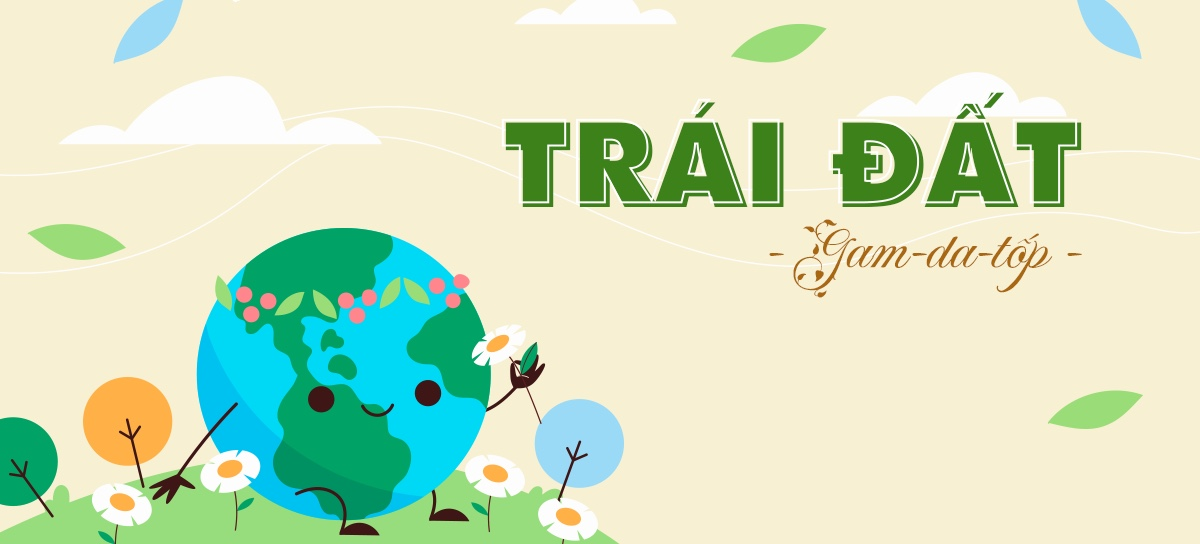 TRÁI ĐẤT
- Gam-da-tốp -